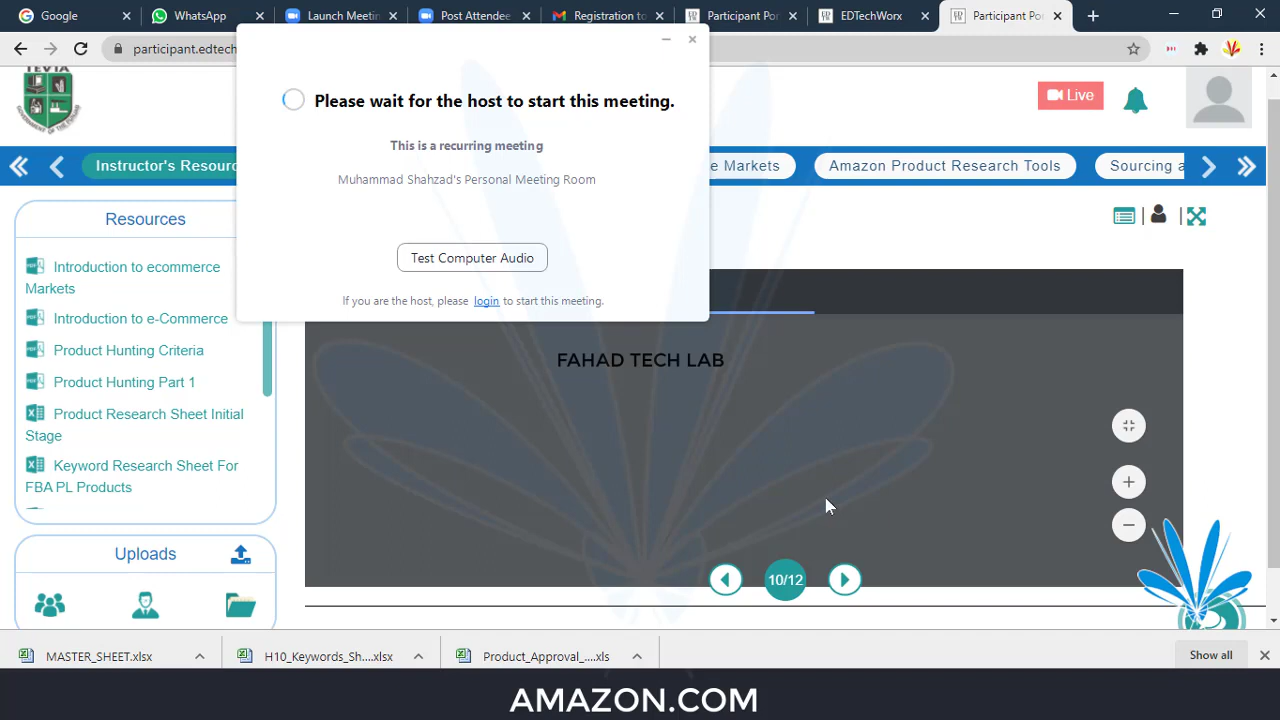 Google
WhatsApp
Launch Meetin
Post Attendee
Registration to
Participant Por
EDTechWorx
Participant Po
participant.edtech
Please wait for the host to start this meeting.
This is a recurring meeting
Muhammad Shahzad's Personal Meeting Room
Test Computer Audio
If you are the host, please login to start this meeting.
Live
Instructor's Resourc
e Markets
Amazon Product Research Tools
Sourcing a
Resources
Introduction to ecommerce
Markets
Introduction to e-Commerce
Product Hunting Criteria
Product Hunting Part 1
Product Research Sheet Initial
Stage
Keyword Research Sheet For
FBA PL Products
Uploads
FAHAD TECH LAB
10/12
MASTER_SHEET.xlsx
H10_Keywords_Sh....xlsx
Product_Approval_....xls
Show all
AMAZON.COM